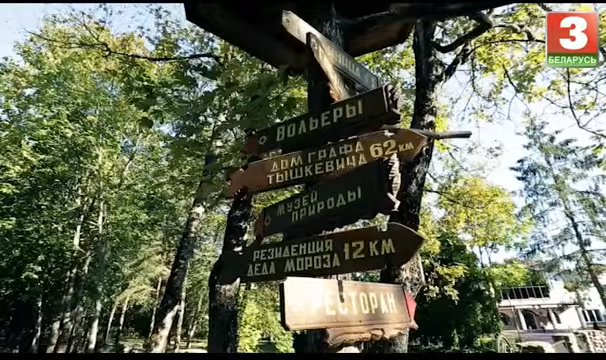 3
БЕЛАРУСЬ
ВОЛЬЕРЫ
ДОМ ГРАФА
ТЫШКЕВИЧА 62 КМ
МУЗЕЙ
ПРИРОДЫ
РЕЗИДЕНЦИЯ
ДЕДА МОРОЗА 12 КМ
РЕСТОРАН